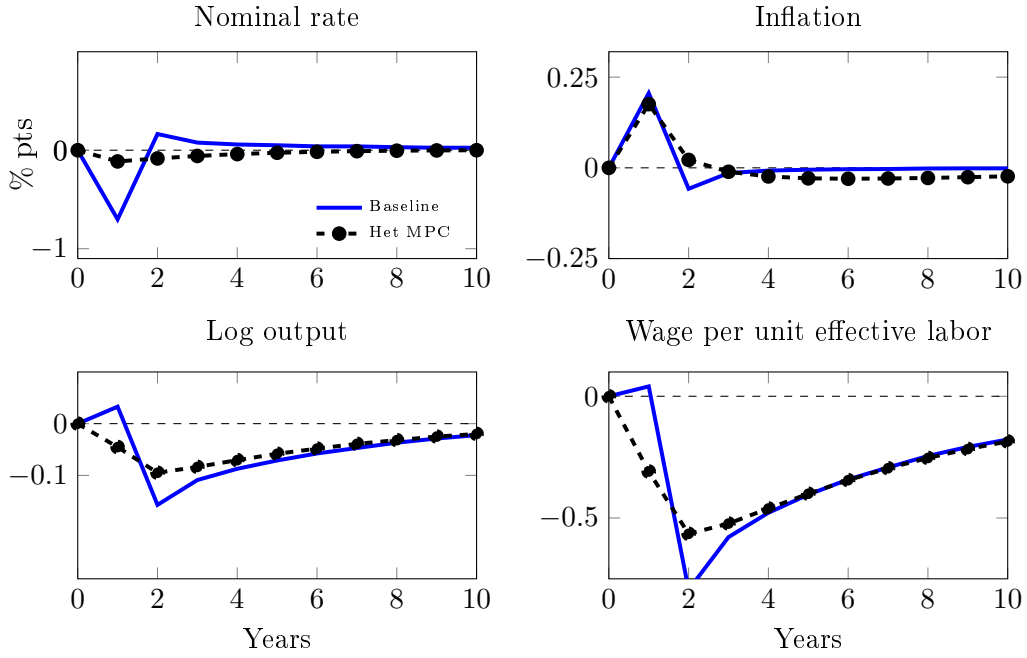 Nominal rate
% pts
0
−1
0 2 4 6 8 10
Baseline
Het MPC
Inflation
0.25
0
−0.25
0 2 4 6 8 10
Log output
0
−0.1
0 2 4 6 8 10
Years
Wage per unit effective labor
0
−0.5
0 2 4 6 8 10
Years